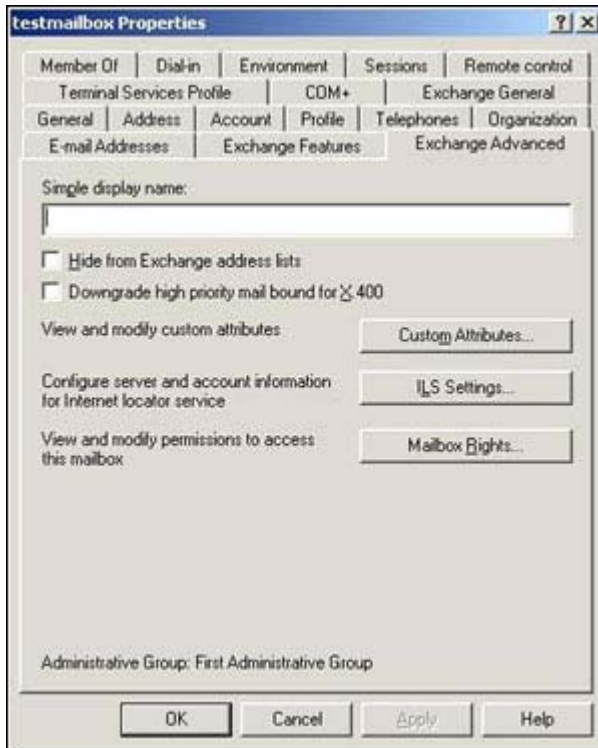 testmailbox Properties
Member Of Dial-in Environment Sessions Remote control
Terminal Services Profile COM+ Exchange General
General Address Account Profile Telephones Organization
E-mail Addresses Exchange Features Exchange Advanced
Simple display name:
Hide from Exchange address lists
Downgrade high priority mail bound for X.400
View and modify custom attributes Custom Attributes...
Configure server and account information
for Internet locator service
ILS Settings...
View and modify permissions to access
this mailbox
Mailbox Rights...
Administrative Group: First Administrative Group
OK Cancel Apply Help